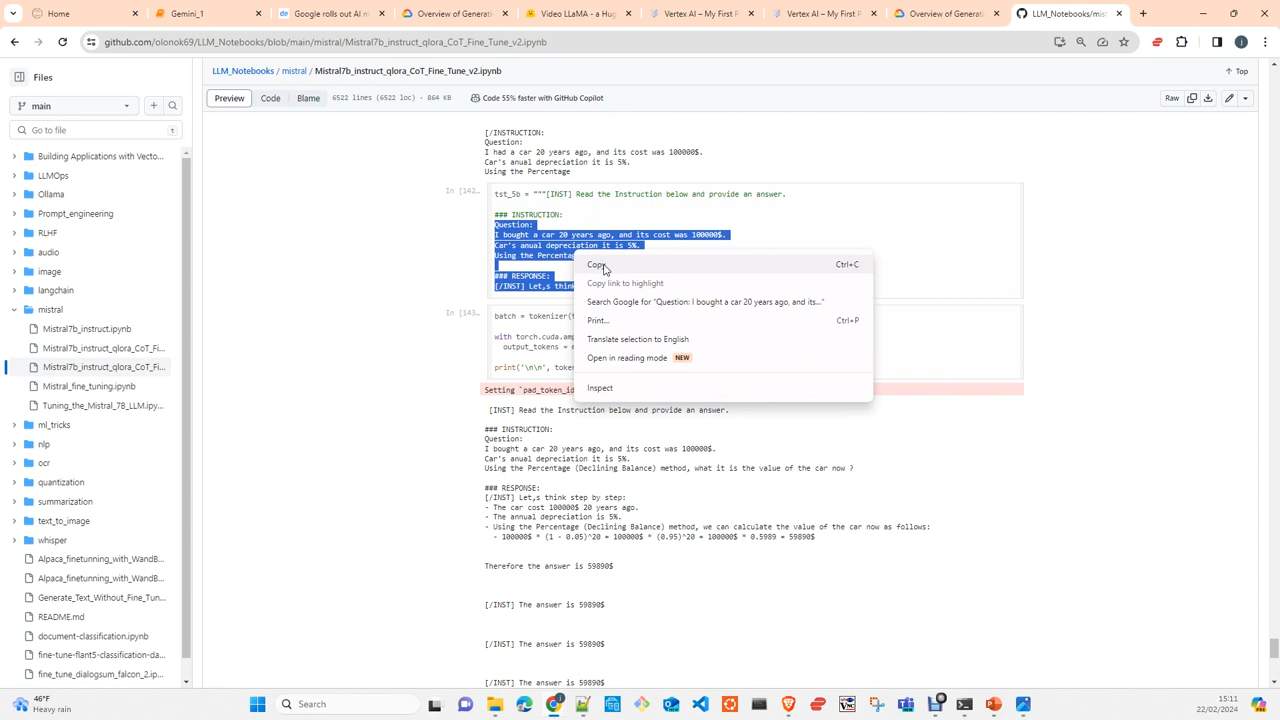 Home
Gemini_1
Google rolls out AI m
Overview of Generati
Video LLaMA - a Hug
Vertex AI – My First P
Vertex AI – My First P
Overview of Generati
LLM_Notebooks/mist
github.com/olonok69/LLM_Notebooks/blob/main/mistral/Mistral7b_instruct_qlora_CoT_Fine_Tune_v2.ipynb
Files
LLM_Notebooks / mistral / Mistral7b_instruct_qlora_CoT_Fine_Tune_v2.ipynb
Top
main
Preview
Code
Blame
6522 lines (6522 loc) · 864 KB
Code 55% faster with GitHub Copilot
Raw
Go to file
t
Building Applications with Vecto...
LLMOps
Ollama
Prompt_engineering
RLHF
audio
image
langchain
mistral
Mistral7b_instruct.ipynb
Mistral7b_instruct_qlora_CoT_Fi...
Mistral7b_instruct_qlora_CoT_Fi...
Mistral_fine_tuning.ipynb
Tuning_the_Mistral_7B_LLM.ipy...
ml_tricks
nlp
ocr
quantization
summarization
text_to_image
whisper
Alpaca_finetunning_with_WandB...
Alpaca_finetunning_with_WandB...
Generate_Text_Without_Fine_Tun...
README.md
document-classification.ipynb
fine-tune-flant5-classification-da...
fine_tune_dialogsum_falcon_2.ip...
[/INSTRUCTION:
Question:
I had a car 20 years ago, and its cost was 100000$.
Car's anual depreciation it is 5%.
Using the Percentage
In [142...
tst_5b = """[INST] Read the Instruction below and provide an answer.
### INSTRUCTION:
Question:
I bought a car 20 years ago, and its cost was 100000$.
Car's anual depreciation it is 5%.
Using the Percentag
### RESPONSE:
[/INST] Let,s think
Copy
Ctrl+C
Copy link to highlight
Search Google for "Question: I bought a car 20 years ago, and its..."
Print...
Ctrl+P
Translate selection to English
Open in reading mode
NEW
Inspect
In [143...
batch = tokenizer(
with torch.cuda.am
output_tokens = m
print('\n\n', token
Setting `pad_token_id
[INST] Read the Instruction below and provide an answer.
### INSTRUCTION:
Question:
I bought a car 20 years ago, and its cost was 100000$.
Car's anual depreciation it is 5%.
Using the Percentage (Declining Balance) method, what it is the value of the car now ?
### RESPONSE:
[/INST] Let,s think step by step:
- The car cost 100000$ 20 years ago.
- The annual depreciation is 5%.
- Using the Percentage (Declining Balance) method, we can calculate the value of the car now as follows:
- 100000$ * (1 - 0.05)^20 = 100000$ * (0.95)^20 = 100000$ * 0.5989 = 59890$
Therefore the answer is 59890$
[/INST] The answer is 59890$
[/INST] The answer is 59890$
[/INST] The answer is 59890$
46°F
Heavy rain
Search
15:11
22/02/2024